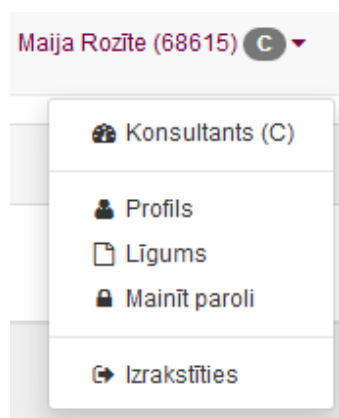 Maija Rozīte (68615) C
Konsultants (C)
Profils
Līgums
Mainīt paroli
Izrakstīties